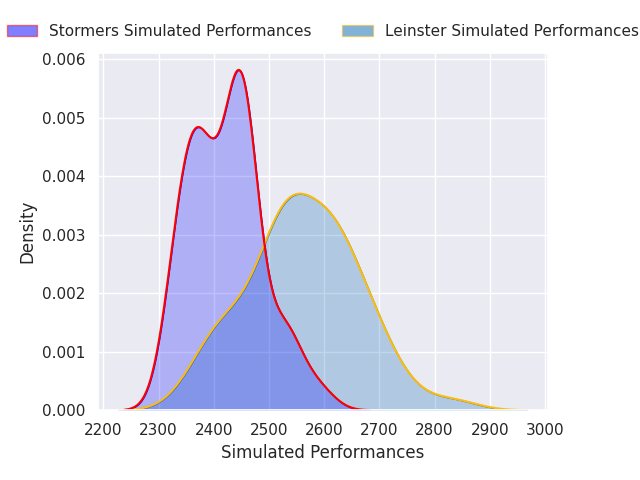 Stormers Simulated Performances Leinster Simulated Performances
0.006
0.005
0.004
0.003
0.002
0.001
0.000
Density
2200 2300 2400 2500 2600 2700 2800 2900 3000
Simulated Performances